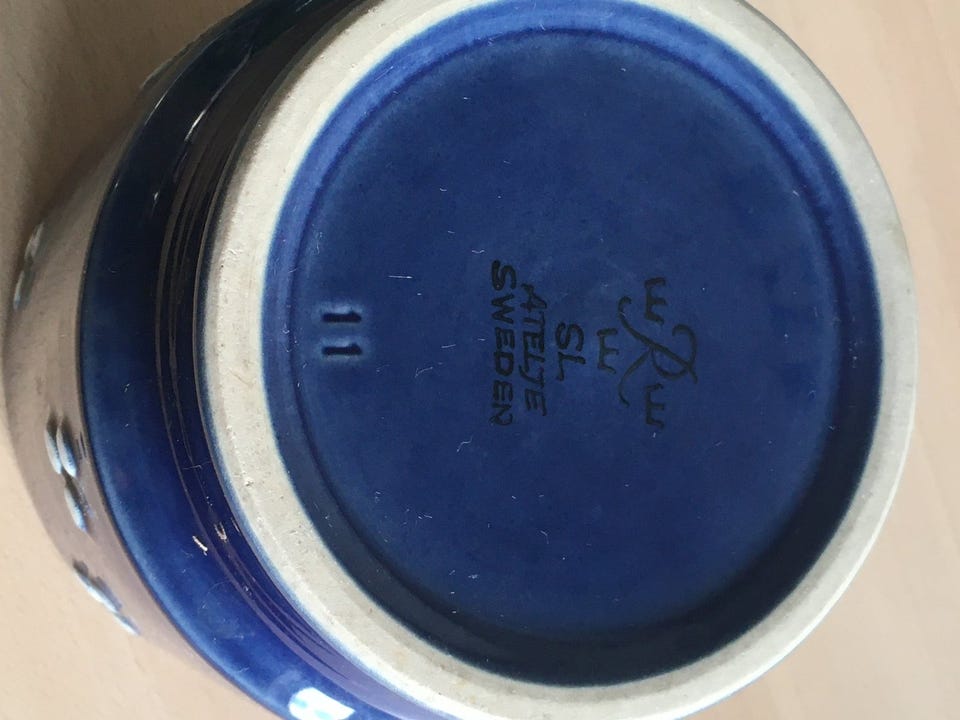 R
SL
ATELJE
SWEDEN
11